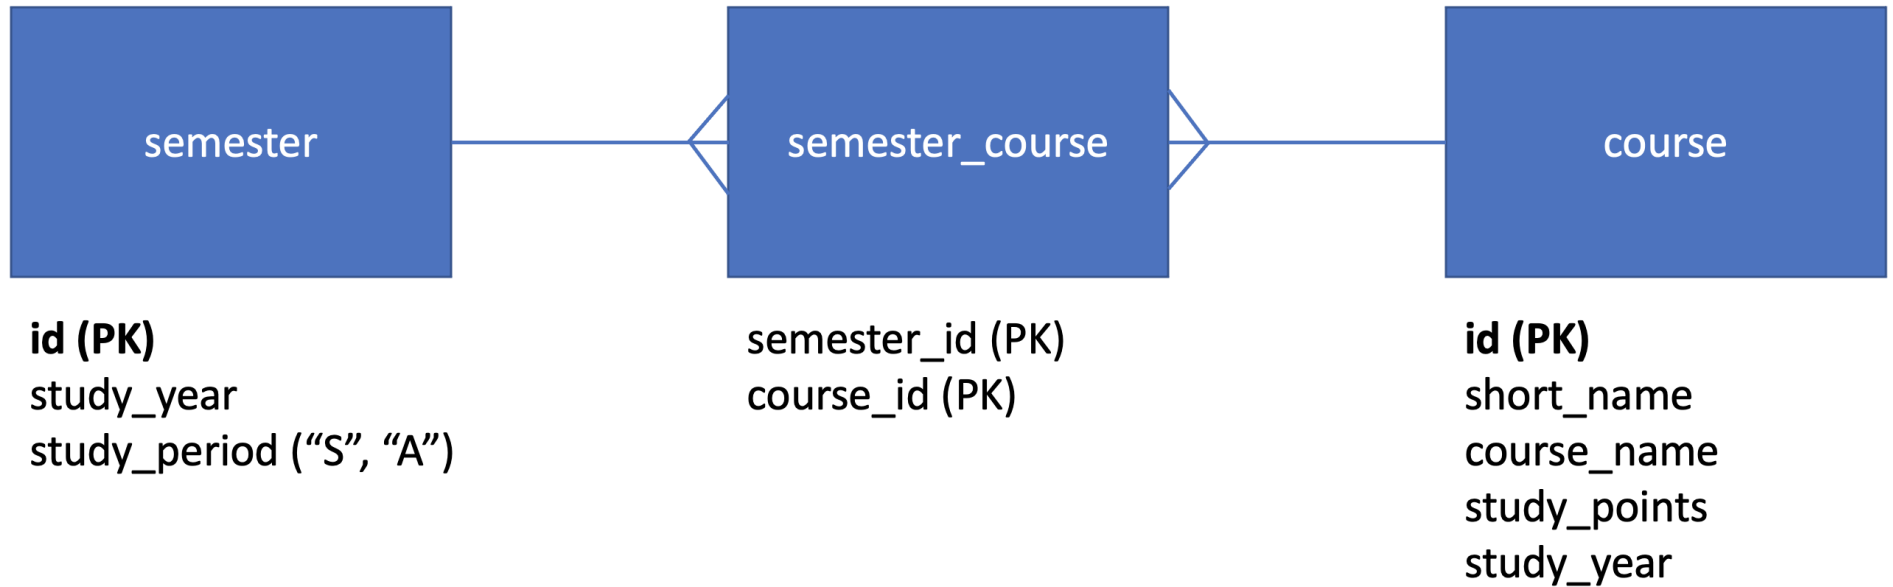 semester
semester_course
course
id (PK)
study_year
study_period (“S”, “A”)
semester_id (PK)
course_id (PK)
id (PK)
short_name
course_name
study_points
study_year